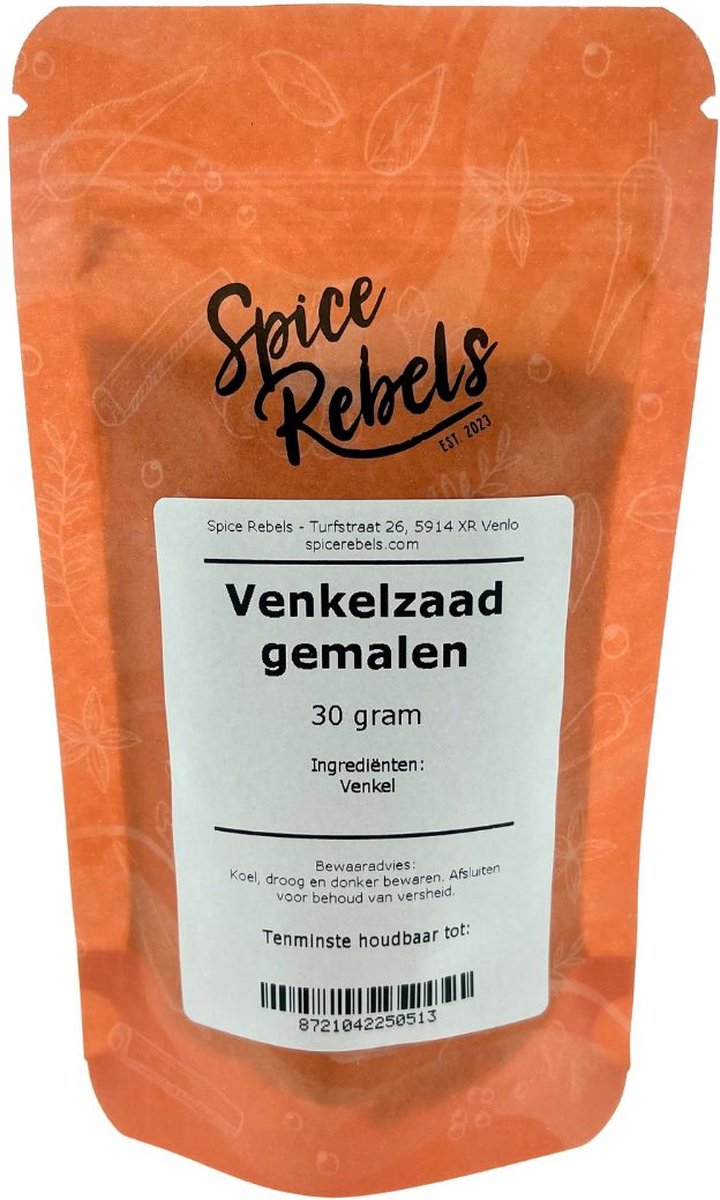 Spice
Rebels
EST. 2023
Spice Rebels - Turfstraat 26, 5914 XR Venlo
spicerebels.com
Venkelzaad
gemalen
30 gram
Ingrediënten:
Venkel
Bewaaradvies:
Koel, droog en donker bewaren. Afsluiten
voor behoud van versheid.
Tenminste houdbaar tot:
8721042250513